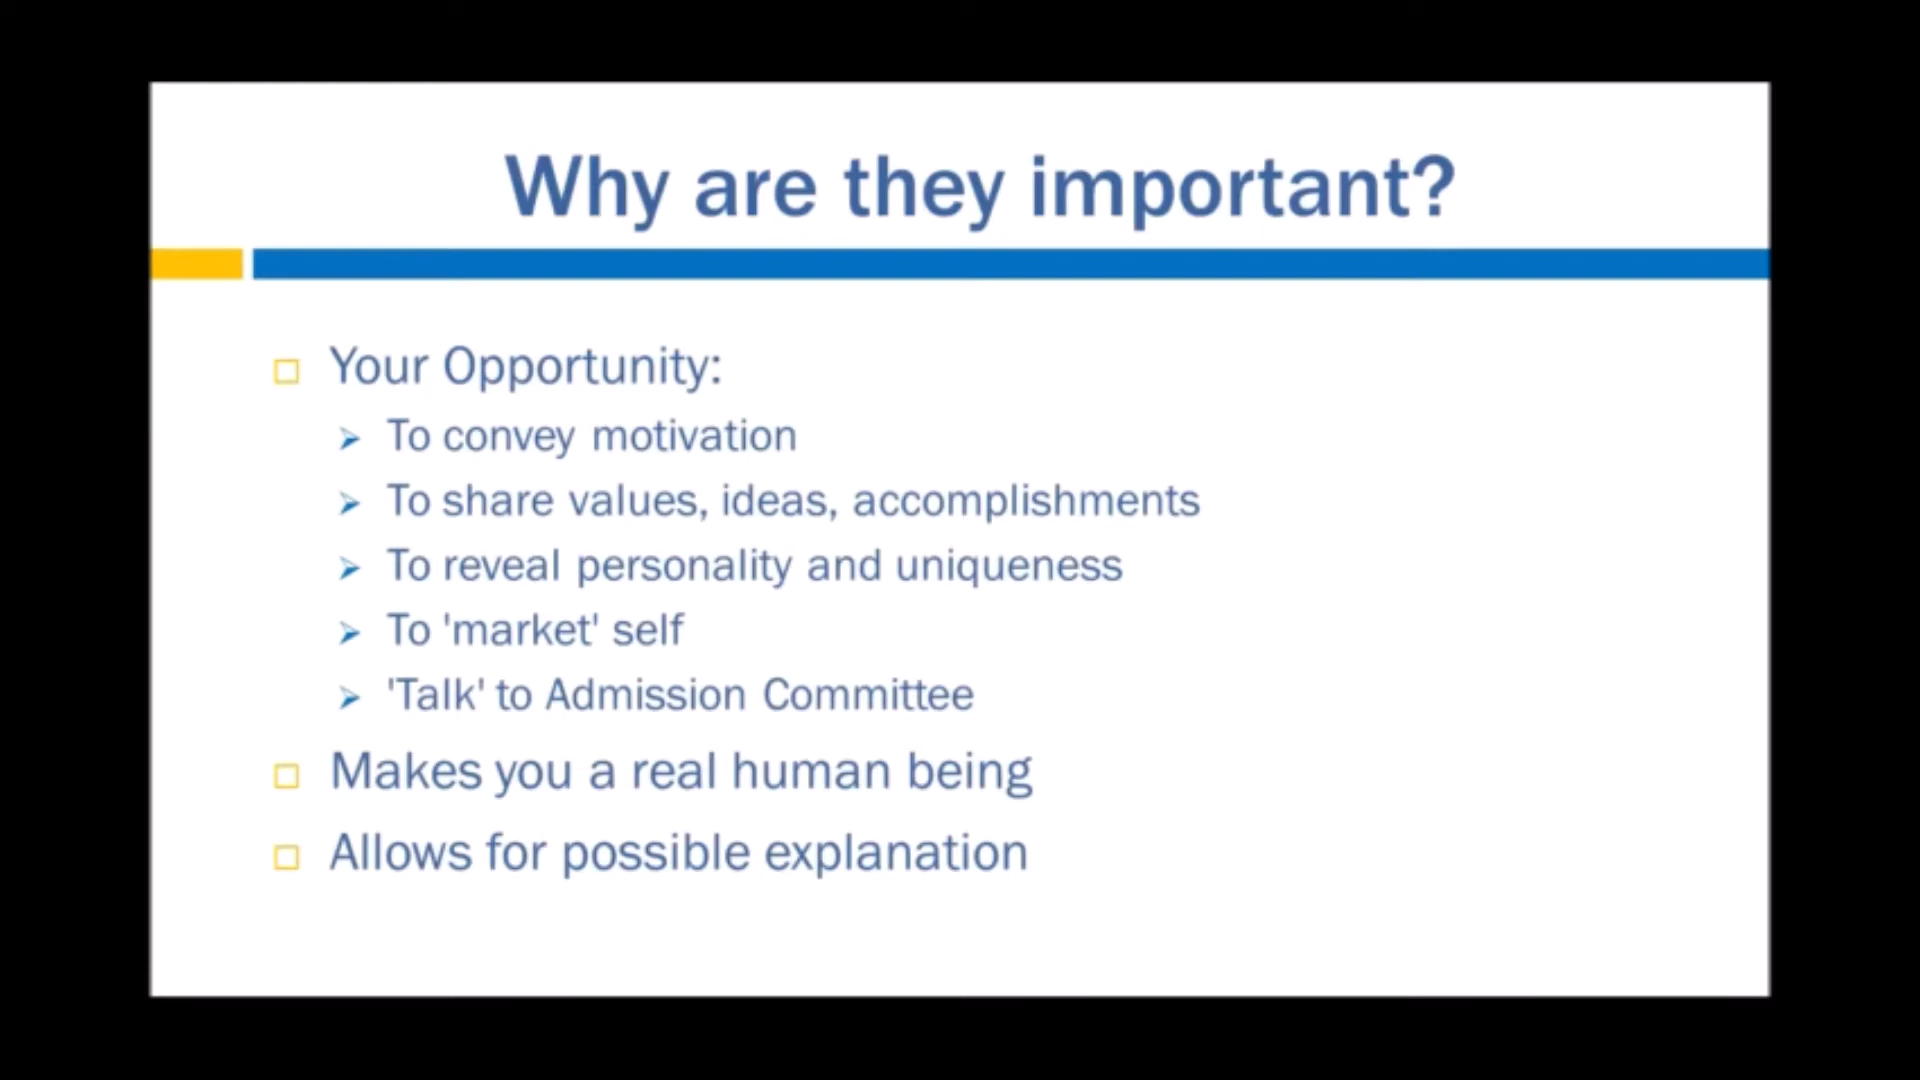 Why are they important?
Your Opportunity:
To convey motivation
To share values, ideas, accomplishments
To reveal personality and uniqueness
To 'market' self
'Talk' to Admission Committee
Makes you a real human being
Allows for possible explanation